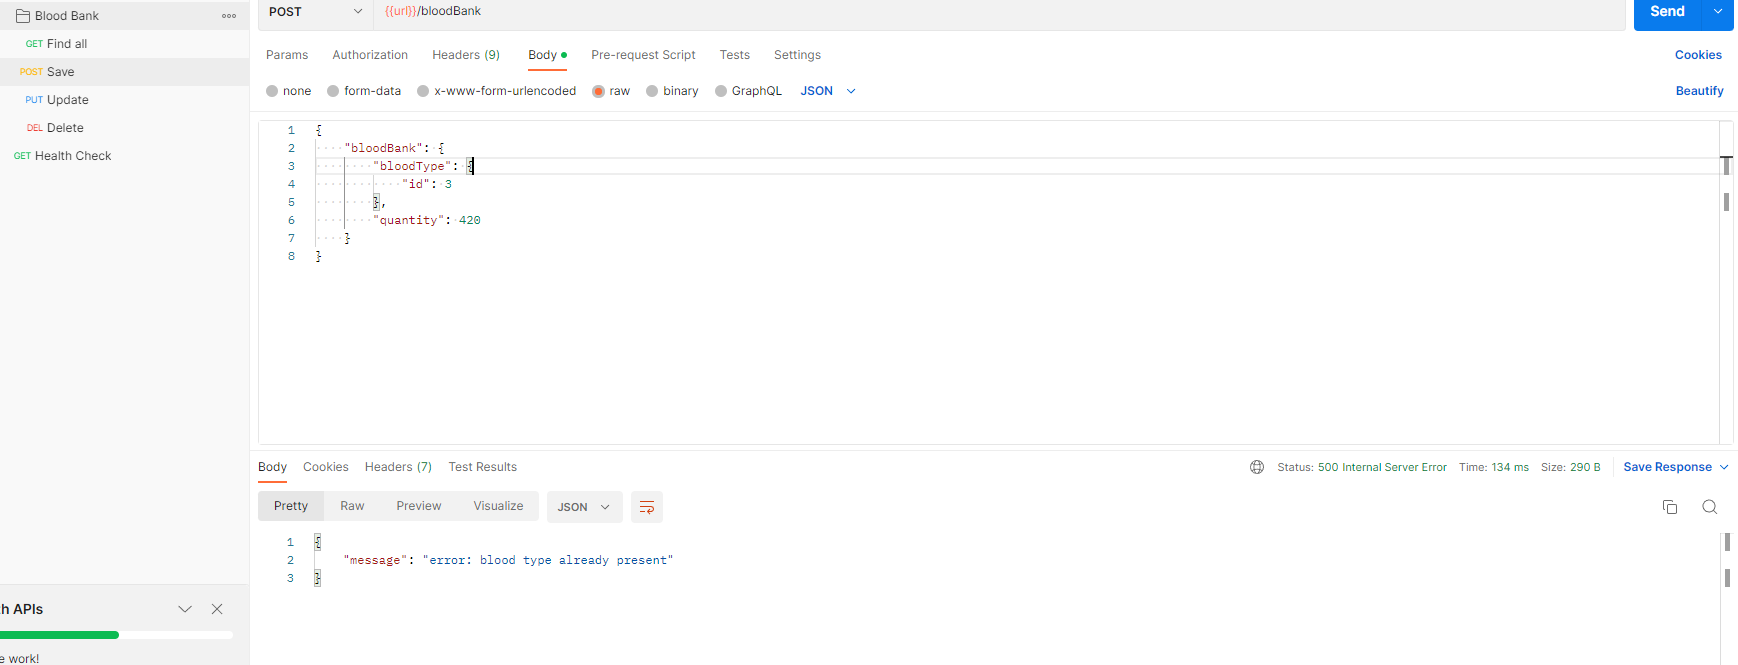 Blood Bank
GET Find all
POST Save
PUT Update
DEL Delete
GET Health Check
h APIs
e work!
POST {{url}}/bloodBank Send
Params Authorization Headers (9) Body Pre-request Script Tests Settings Cookies
none form-data x-www-form-urlencoded raw binary GraphQL JSON Beautify
1 {
2 "bloodBank": {
3 "bloodType": {
4 "id": 3
5 },
6 "quantity": 420
7 }
8 }
Body Cookies Headers (7) Test Results Status: 500 Internal Server Error Time: 134 ms Size: 290 B Save Response
Pretty Raw Preview Visualize JSON
1 {
2 "message": "error: blood type already present"
3 }